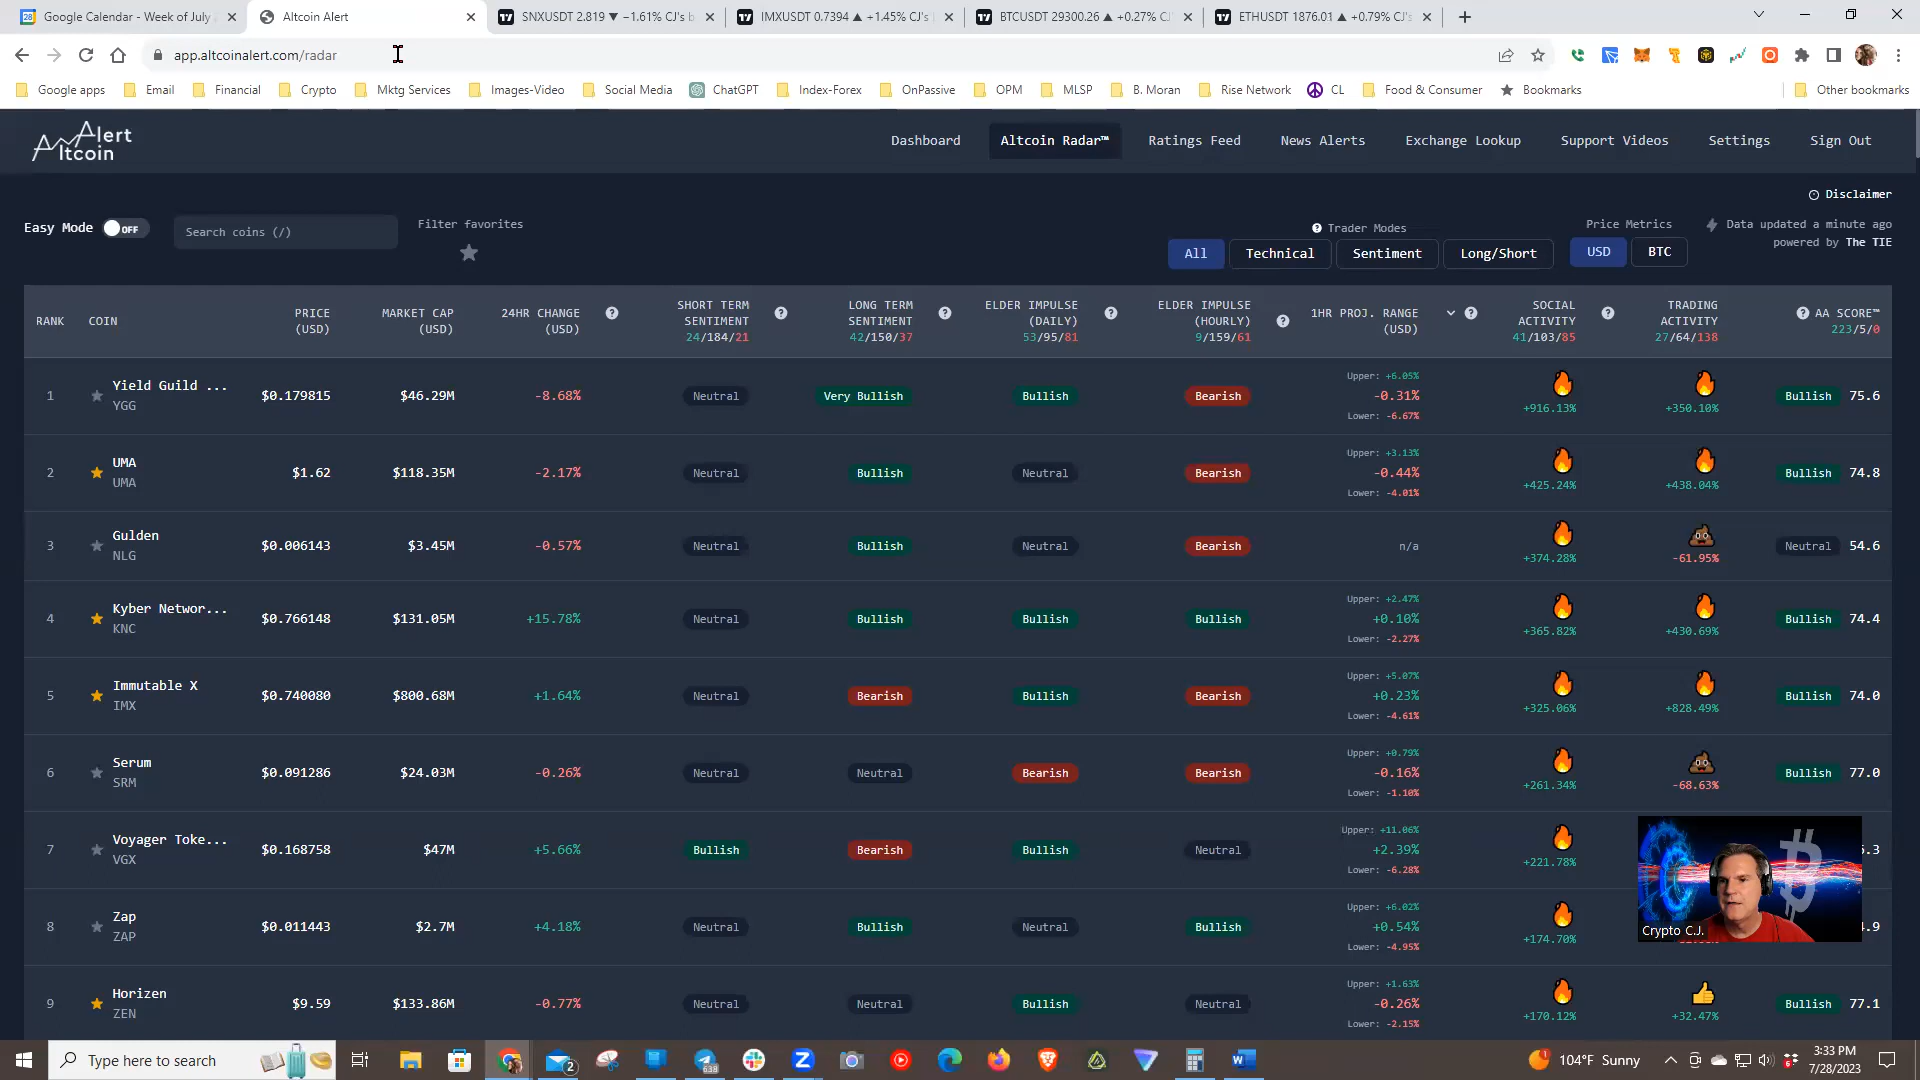 Google Calendar - Week of July
Altcoin Alert
SNXUSDT 2.819 ▼ −1.61% CJ's b
IMXUSDT 0.7394 ▲ +1.45% CJ's
BTCUSDT 29300.26 ▲ +0.27% CJ
ETHUSDT 1876.01 ▲ +0.79% CJ's
app.altcoinalert.com/radar
Google apps Email Financial Crypto Mktg Services Images-Video Social Media ChatGPT Index-Forex OnPassive OPM MLSP B. Moran Rise Network CL Food & Consumer Bookmarks Other bookmarks
Alert
Altcoin
Dashboard Altcoin Radar™ Ratings Feed News Alerts Exchange Lookup Support Videos Settings Sign Out
Disclaimer
Easy Mode OFF
Search coins (/)
Filter favorites
Trader Modes
All Technical Sentiment Long/Short
Price Metrics
USD BTC
Data updated a minute ago
powered by The TIE
RANK COIN
PRICE
(USD)
MARKET CAP
(USD)
24HR CHANGE
(USD)
SHORT TERM
SENTIMENT
24/184/21
LONG TERM
SENTIMENT
42/150/37
ELDER IMPULSE
(DAILY)
53/95/81
ELDER IMPULSE
(HOURLY)
9/159/61
1HR PROJ. RANGE
(USD)
SOCIAL
ACTIVITY
41/103/85
TRADING
ACTIVITY
27/64/138
AA SCORE™
223/5/0
1 Yield Guild ... $0.179815 $46.29M -8.68% Neutral Very Bullish Bullish Bearish Upper: +6.05% -0.31% Lower: -6.67% +916.13% +350.10% Bullish 75.6
YGG
2 UMA $1.62 $118.35M -2.17% Neutral Bullish Neutral Bearish Upper: +3.13% -0.44% Lower: -4.01% +425.24% +438.04% Bullish 74.8
UMA
3 Gulden $0.006143 $3.45M -0.57% Neutral Bullish Neutral Bearish n/a +374.28% -61.95% Neutral 54.6
NLG
4 Kyber Networ... $0.766148 $131.05M +15.78% Neutral Bullish Bullish Bullish Upper: +2.47% +0.10% Lower: -2.27% +365.82% +430.69% Bullish 74.4
KNC
5 Immutable X $0.740080 $800.68M +1.64% Neutral Bearish Bullish Bearish Upper: +5.07% +0.23% Lower: -4.61% +325.06% +828.49% Bullish 74.0
IMX
6 Serum $0.091286 $24.03M -0.26% Neutral Neutral Bearish Bearish Upper: +0.79% -0.16% Lower: -1.10% +261.34% -68.63% Bullish 77.0
SRM
7 Voyager Toke... $0.168758 $47M +5.66% Bullish Bearish Bullish Neutral Upper: +11.06% +2.39% Lower: -6.28% +221.78% .3
VGX
8 Zap $0.011443 $2.7M +4.18% Neutral Bullish Neutral Bullish Upper: +6.02% +0.54% Lower: -4.95% +174.70% .9
ZAP
9 Horizen $9.59 $133.86M -0.77% Neutral Neutral Bullish Neutral Upper: +1.63% -0.26% Lower: -2.15% +170.12% +32.47% Bullish 77.1
ZEN
Crypto C.J.
Type here to search
2
104°F Sunny
3:33 PM
7/28/2023